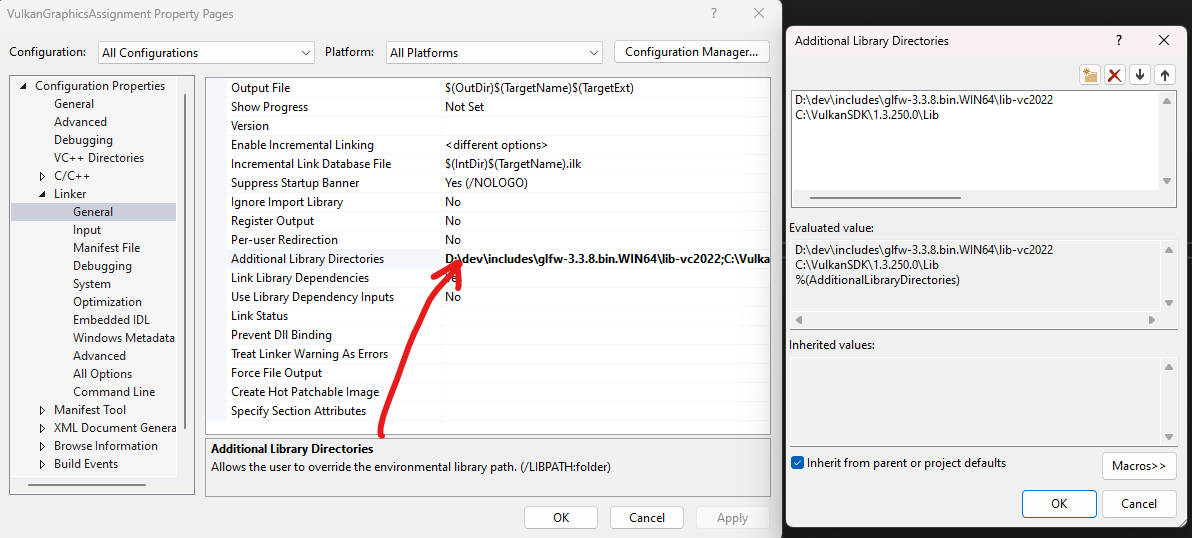 VulkanGraphicsAssignment Property Pages
?
Configuration: All Configurations Platform: All Platforms Configuration Manager...
Configuration Properties
General
Advanced
Debugging
VC++ Directories
C/C++
Linker
General
Input
Manifest File
Debugging
System
Optimization
Embedded IDL
Windows Metadata
Advanced
All Options
Command Line
Manifest Tool
XML Document Genera
Browse Information
Build Events
Output File $(OutDir)$(TargetName)$(TargetExt)
Show Progress Not Set
Version
Enable Incremental Linking <different options>
Incremental Link Database File $(IntDir)$(TargetName).ilk
Suppress Startup Banner Yes (/NOLOGO)
Ignore Import Library No
Register Output No
Per-user Redirection No
Additional Library Directories D:\dev\includes\glfw-3.3.8.bin.WIN64\lib-vc2022;C:\Vulka
Link Library Dependencies Yes
Use Library Dependency Inputs No
Link Status
Prevent Dll Binding
Treat Linker Warning As Errors
Force File Output
Create Hot Patchable Image
Specify Section Attributes
Additional Library Directories
Allows the user to override the environmental library path. (/LIBPATH:folder)
OK Cancel Apply
Additional Library Directories
?
D:\dev\includes\glfw-3.3.8.bin.WIN64\lib-vc2022
C:\VulkanSDK\1.3.250.0\Lib
Evaluated value:
D:\dev\includes\glfw-3.3.8.bin.WIN64\lib-vc2022
C:\VulkanSDK\1.3.250.0\Lib
%(AdditionalLibraryDirectories)
Inherited values:
Inherit from parent or project defaults
Macros>>
OK Cancel